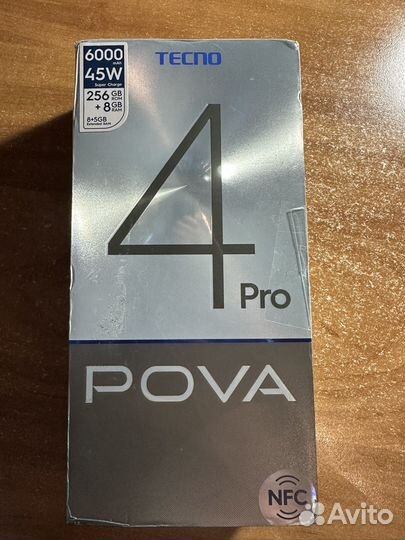 TECNO
6000 mAh
45W
Super Charge
256 GB ROM
+ 8 GB RAM
8+5GB
Extended RAM
4 Pro
POVA
NFC
Avito